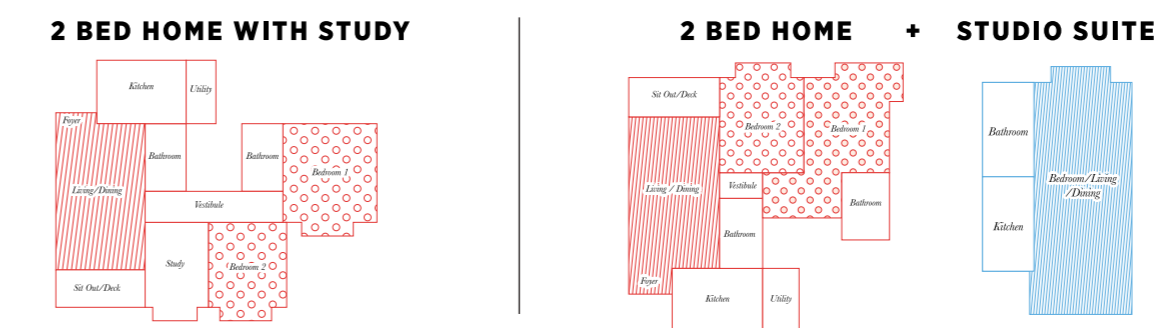 2 BED HOME WITH STUDY
Kitchen
Utility
Foyer
Bathroom
Bathroom
Bedroom 1
Living/Dining
Vestibule
Study
Bedroom 2
Sit Out/Deck
2 BED HOME + STUDIO SUITE
Sit Out/Deck
Bedroom 2
Bedroom 1
Living / Dining
Vestibule
Bathroom
Bathroom
Foyer
Kitchen
Utility
Bathroom
Bedroom/Living
/Dining
Kitchen